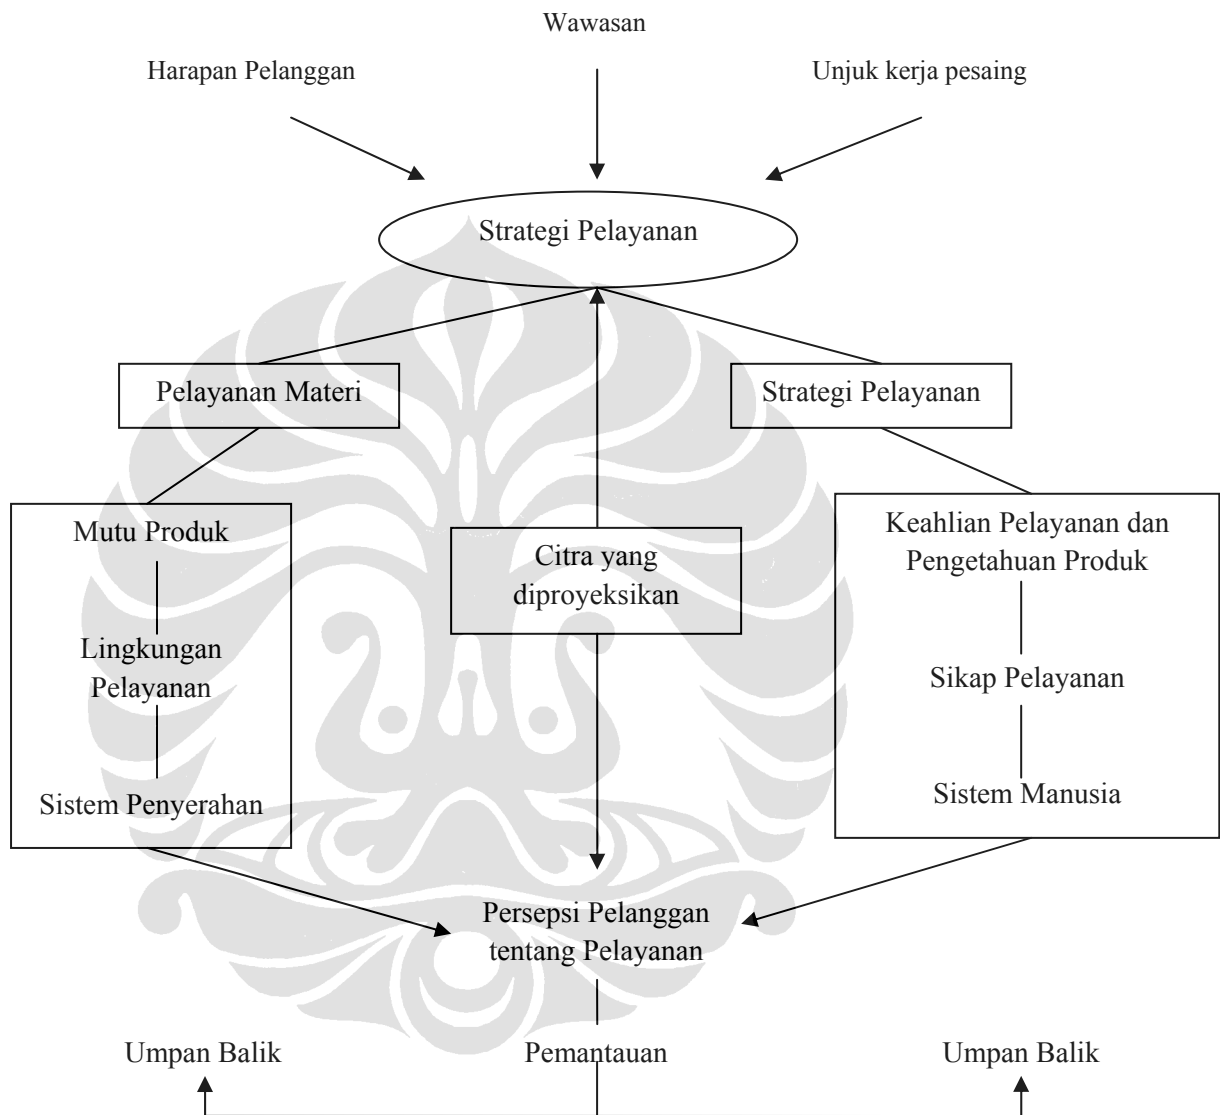 Wawasan
Harapan Pelanggan
Unjuk kerja pesaing
Strategi Pelayanan
Pelayanan Materi
Strategi Pelayanan
Mutu Produk
Lingkungan
Pelayanan
Sistem Penyerahan
Citra yang
diproyeksikan
Keahlian Pelayanan dan
Pengetahuan Produk
Sikap Pelayanan
Sistem Manusia
Persepsi Pelanggan
tentang Pelayanan
Umpan Balik
Pemantauan
Umpan Balik